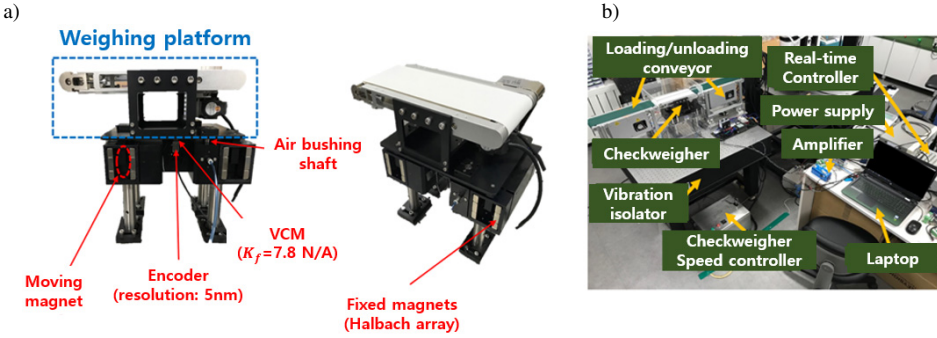 a)
Weighing platform
Air bushing
shaft
VCM
(K_f=7.8 N/A)
Moving
magnet
Encoder
(resolution: 5nm)
Fixed magnets
(Halbach array)
b)
Loading/unloading
conveyor
Real-time
Controller
Power supply
Checkweigher
Amplifier
Vibration
isolator
Checkweigher
Speed controller
Laptop